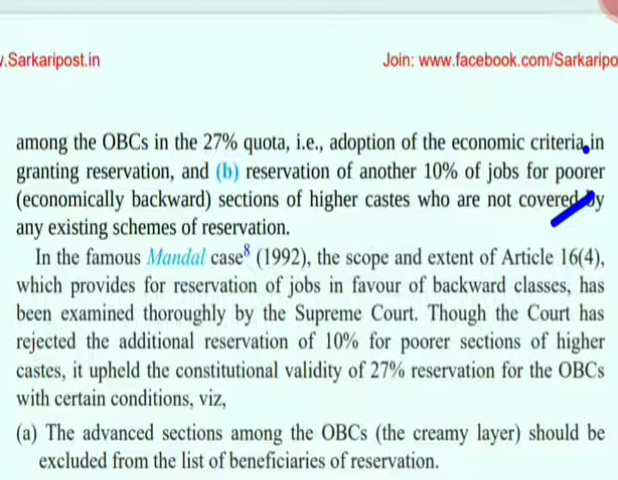 .Sarkaripost.in
Join: www.facebook.com/Sarkaripo
among the OBCs in the 27% quota, i.e., adoption of the economic criteria in
granting reservation, and (b) reservation of another 10% of jobs for poorer
(economically backward) sections of higher castes who are not covered by
any existing schemes of reservation.
In the famous Mandal case⁸ (1992), the scope and extent of Article 16(4),
which provides for reservation of jobs in favour of backward classes, has
been examined thoroughly by the Supreme Court. Though the Court has
rejected the additional reservation of 10% for poorer sections of higher
castes, it upheld the constitutional validity of 27% reservation for the OBCs
with certain conditions, viz,
(a) The advanced sections among the OBCs (the creamy layer) should be
excluded from the list of beneficiaries of reservation.